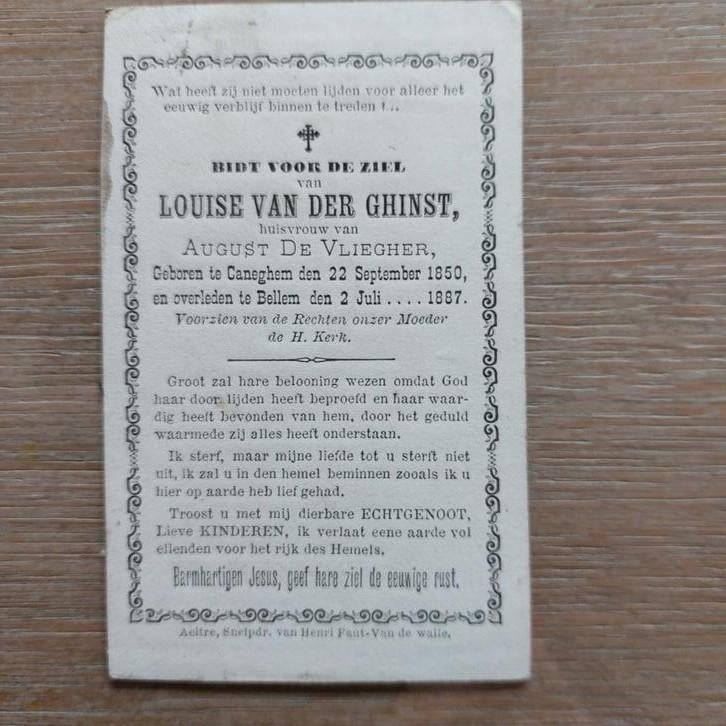 Wat heeft zij niet moeten lijden voor alleer het
eeuwig verblijf binnen te treden !...
BIDT VOOR DE ZIEL
van
LOUISE VAN DER GHINST,
huisvrouw van
AUGUST DE VLIEGHER,
Geboren te Caneghem den 22 September 1850,
en overleden te Bellem den 2 Juli .... 1887.
Voorzien van de Rechten onzer Moeder
de H. Kerk.
Groot zal hare belooning wezen omdat God
haar door lijden heeft beproefd en haar waar-
dig heeft bevonden van hem, door het geduld
waarmede zij alles heeft onderstaan.
Ik sterf, maar mijne liefde tot u sterft niet
uit, ik zal u in den hemel beminnen zooals ik u
hier op aarde heb lief gehad.
Troost u met mij dierbare ECHTGENOOT,
Lieve KINDEREN, ik verlaat eene aarde vol
ellenden voor het rijk des Hemels.
Barmhartigen Jesus, geef hare ziel de eeuwige rust.
Aeltre, Snelpdr. van Henri Faut-Van de walle.